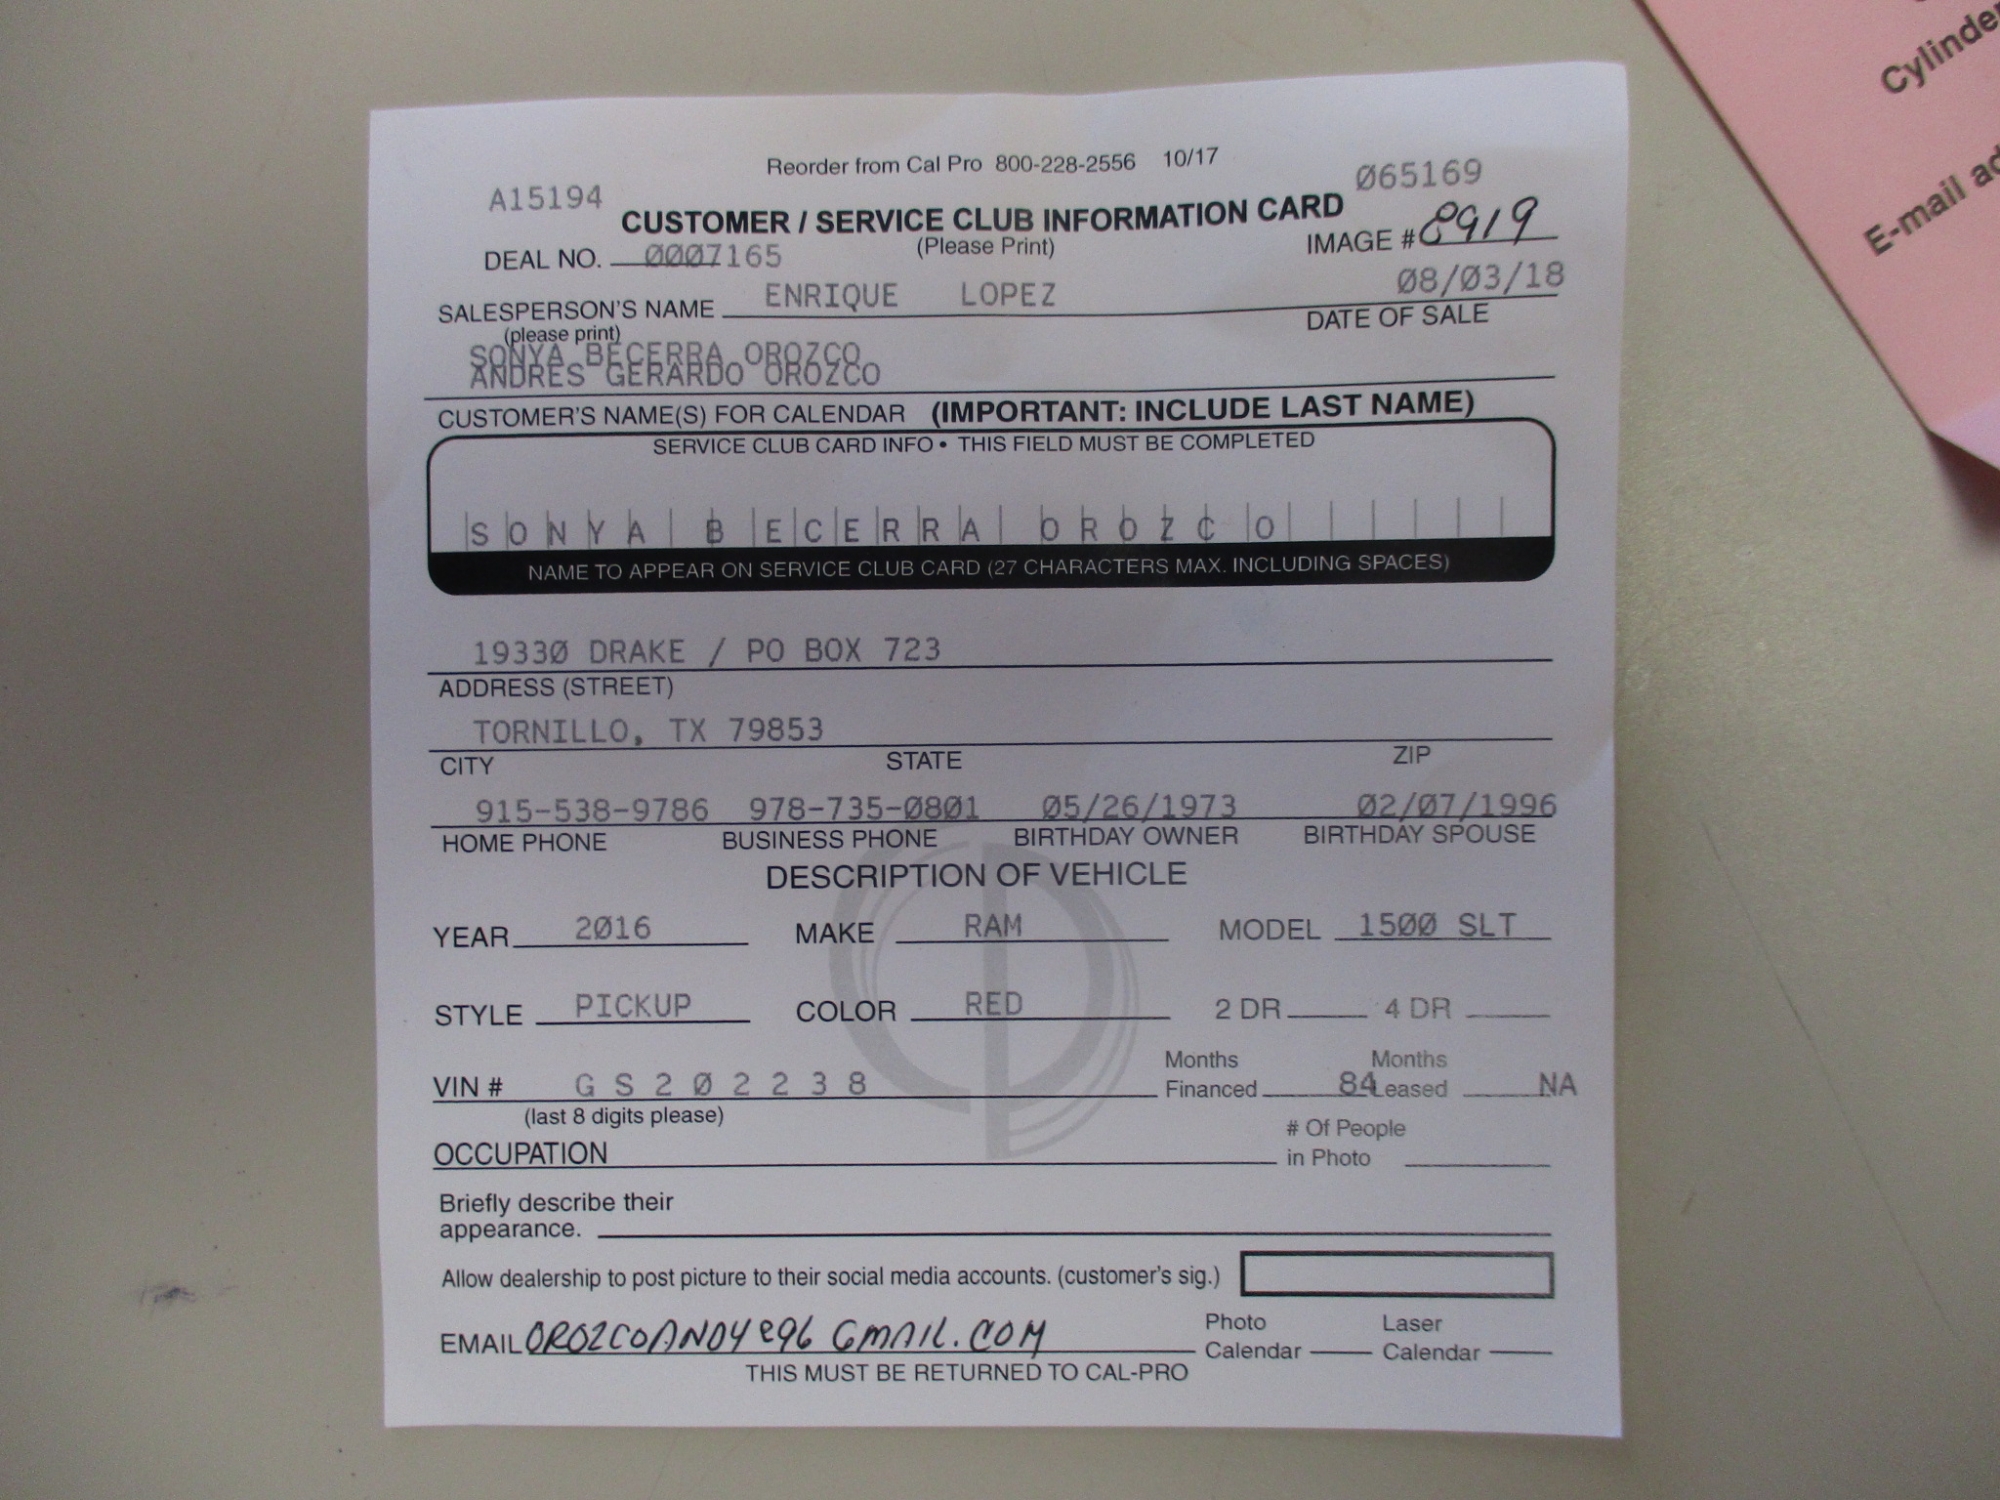 Reorder from Cal Pro 800-228-2556 10/17
A15194
Ø65169
CUSTOMER / SERVICE CLUB INFORMATION CARD
(Please Print)
IMAGE # 8919
DEAL NO. ØØØ7165
SALESPERSON'S NAME ENRIQUE LOPEZ
(please print)
Ø8/Ø3/18
DATE OF SALE
SONYA BECERRA OROZCO
ANDRES GERARDO OROZCO
CUSTOMER'S NAME(S) FOR CALENDAR (IMPORTANT: INCLUDE LAST NAME)
SERVICE CLUB CARD INFO • THIS FIELD MUST BE COMPLETED
SONYA BECERRA OROZCO
NAME TO APPEAR ON SERVICE CLUB CARD (27 CHARACTERS MAX. INCLUDING SPACES)
1933Ø DRAKE / PO BOX 723
ADDRESS (STREET)
TORNILLO, TX 79853
CITY STATE ZIP
915-538-9786 978-735-Ø8Ø1 Ø5/26/1973 Ø2/Ø7/1996
HOME PHONE BUSINESS PHONE BIRTHDAY OWNER BIRTHDAY SPOUSE
DESCRIPTION OF VEHICLE
YEAR 2Ø16 MAKE RAM MODEL 15ØØ SLT
STYLE PICKUP COLOR RED 2 DR 4 DR
VIN # G S 2 Ø 2 2 3 8
(last 8 digits please)
Months Financed 84
Months Leased NA
OCCUPATION
# Of People
in Photo
Briefly describe their
appearance.
Allow dealership to post picture to their social media accounts. (customer's sig.)
EMAIL OROZCOANDYe96 GMAIL.COM
Photo Calendar
Laser Calendar
THIS MUST BE RETURNED TO CAL-PRO
Cylinde
E-mail ad